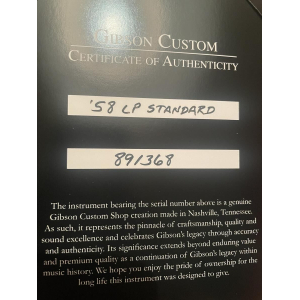 GIBSON CUSTOM
CERTIFICATE OF AUTHENTICITY
'58 LP STANDARD
891368
The instrument bearing the serial number above is a genuine
Gibson Custom Shop creation made in Nashville, Tennessee.
As such, it represents the pinnacle of craftsmanship, quality and
sound excellence and celebrates Gibson's legacy through accuracy
and authenticity. Its significance extends beyond enduring value
and premium quality as a continuation of Gibson's legacy within
music history. We hope you enjoy the pride of ownership for the
long life this instrument was designed to give.